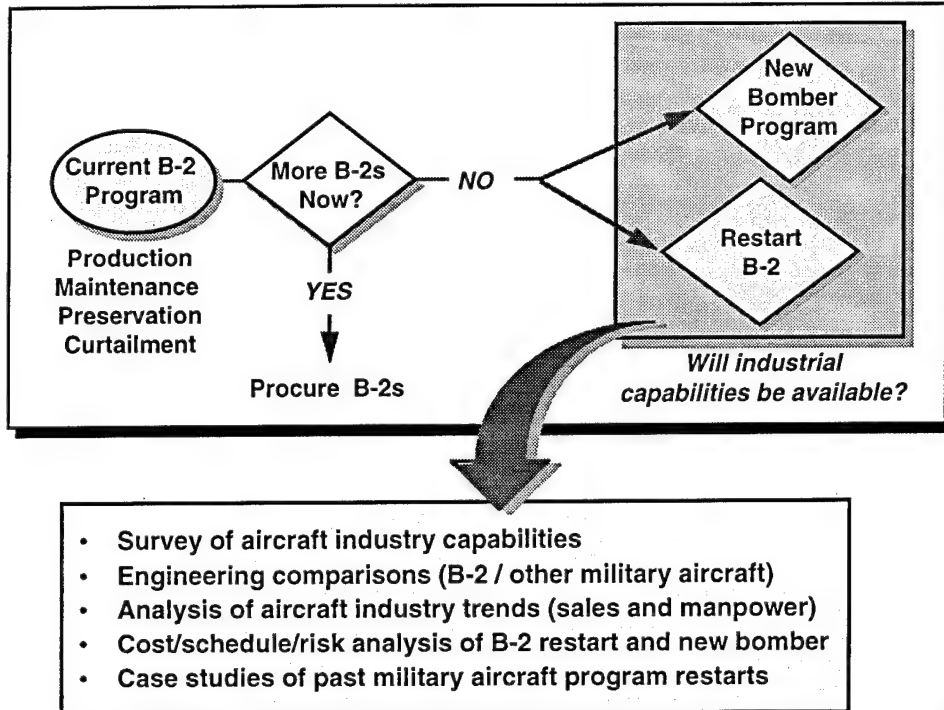 Current B-2
Program
Production
Maintenance
Preservation
Curtailment
More B-2s
Now?
YES
Procure B-2s
NO
New
Bomber
Program
Restart
B-2
Will industrial
capabilities be available?
• Survey of aircraft industry capabilities
• Engineering comparisons (B-2 / other military aircraft)
• Analysis of aircraft industry trends (sales and manpower)
• Cost/schedule/risk analysis of B-2 restart and new bomber
• Case studies of past military aircraft program restarts